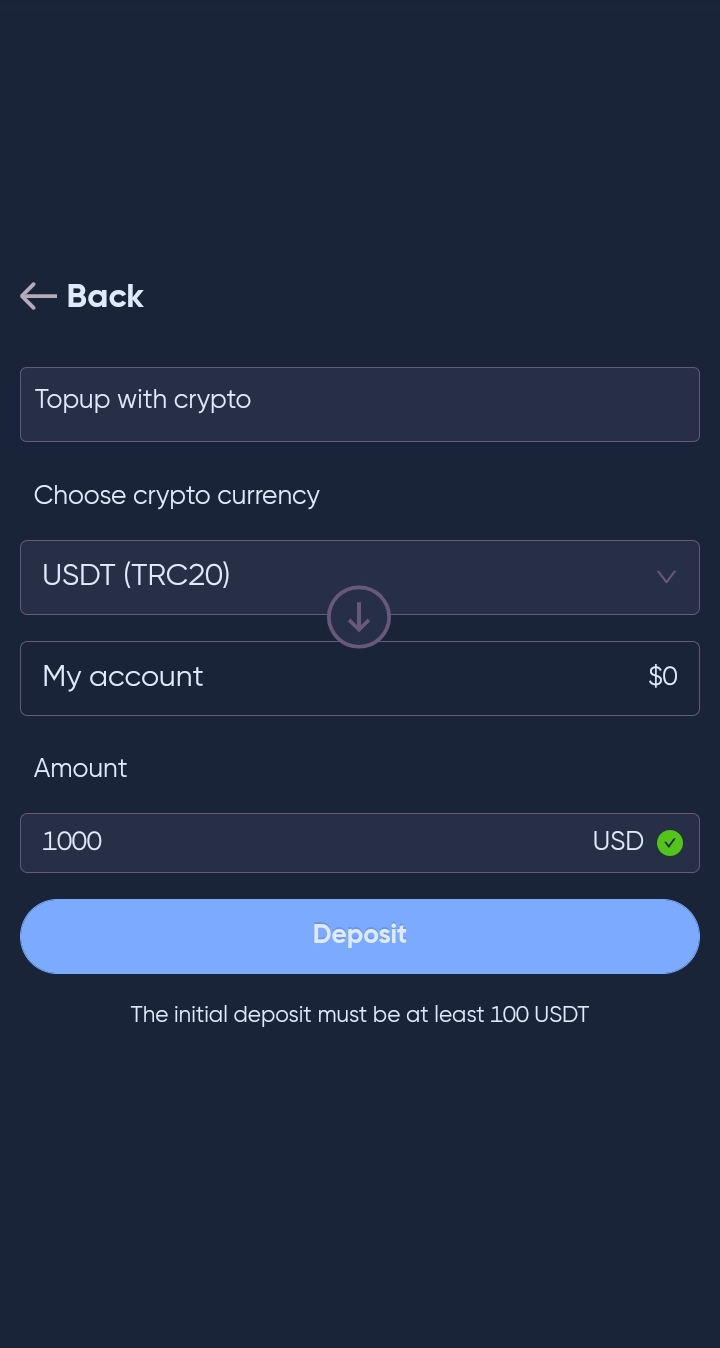 Back
Topup with crypto
Choose crypto currency
USDT (TRC20)
My account $0
Amount
1000 USD
Deposit
The initial deposit must be at least 100 USDT